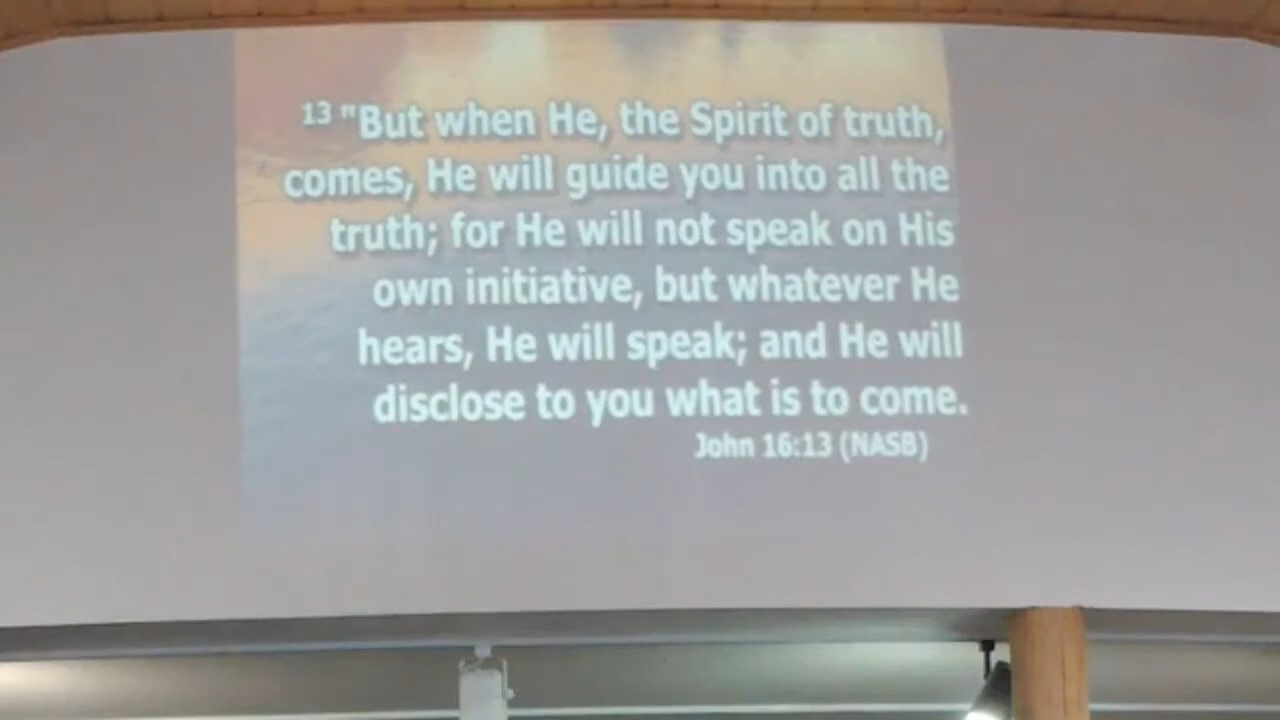 13 "But when He, the Spirit of truth,
comes, He will guide you into all the
truth; for He will not speak on His
own initiative, but whatever He
hears, He will speak; and He will
disclose to you what is to come.
John 16:13 (NASB)